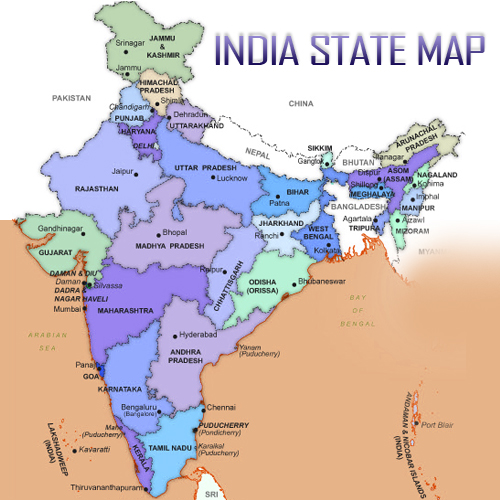 INDIA STATE MAP
JAMMU
&
KASHMIR
Srinagar
Jammu
HIMACHAL
PRADESH
Shimla
PAKISTAN
Chandigarh
PUNJAB
Dehradun
UTTARAKHAND
CHINA
HARYANA
DELHI
NEPAL
SIKKIM
Gangtok
BHUTAN
ARUNACHAL
PRADESH
Itanagar
Jaipur
RAJASTHAN
UTTAR PRADESH
Lucknow
BIHAR
Patna
Dispur
ASOM
(ASSAM)
NAGALAND
Kohima
Shillong
MEGHALAYA
Imphal
MANIPUR
BANGLADESH
Agartala
TRIPURA
Aizawl
MIZORAM
MYANMAR
Gandhinagar
GUJARAT
Bhopal
MADHYA PRADESH
JHARKHAND
Ranchi
WEST
BENGAL
Kolkata
DAMAN & DIU
Daman
Silvassa
DADRA &
NAGAR HAVELI
Mumbai
Raipur
CHHATTISGARH
ODISHA
(ORISSA)
Bhubaneswar
MAHARASHTRA
ARABIAN
SEA
BAY
OF
BENGAL
Hyderabad
ANDHRA
PRADESH
Yanam
(Puducherry)
Panaji
GOA
KARNATAKA
Bengaluru
(Bangalore)
Chennai
PUDUCHERRY
(Pondicherry)
Mahe
(Puducherry)
Karaikal
(Puducherry)
TAMIL NADU
KERALA
LAKSHADWEEP
(INDIA)
Kavaratti
Thiruvananthapuram
ANDAMAN & NICOBAR ISLANDS
(INDIA)
Port Blair
SRI